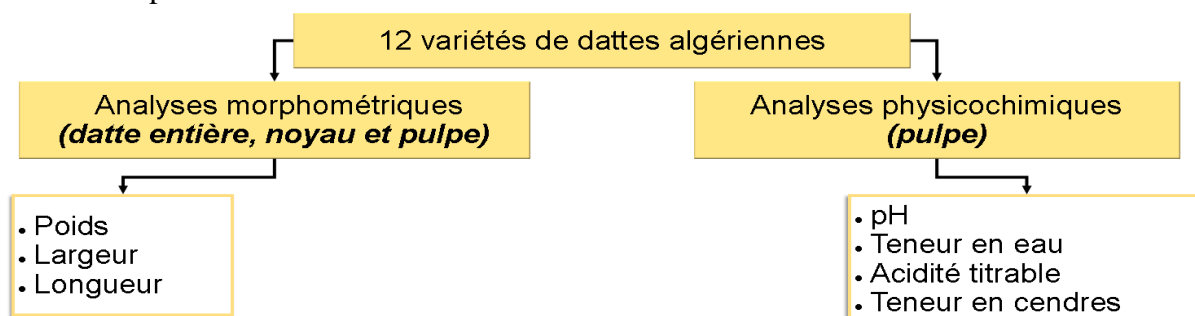 12 variétés de dattes algériennes
Analyses morphométriques
(datte entière, noyau et pulpe)
Analyses physicochimiques
(pulpe)
• Poids
• Largeur
• Longueur
• pH
• Teneur en eau
• Acidité titrable
• Teneur en cendres